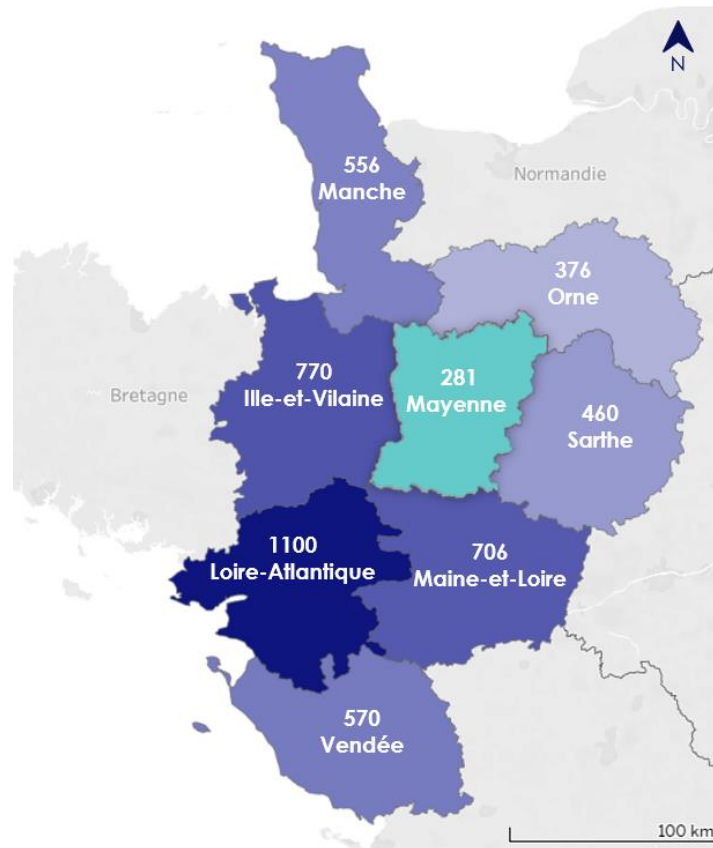 N
556
Manche
Normandie
376
Orne
770
Ille-et-Vilaine
281
Mayenne
Bretagne
460
Sarthe
1100
Loire-Atlantique
706
Maine-et-Loire
570
Vendée
100 km